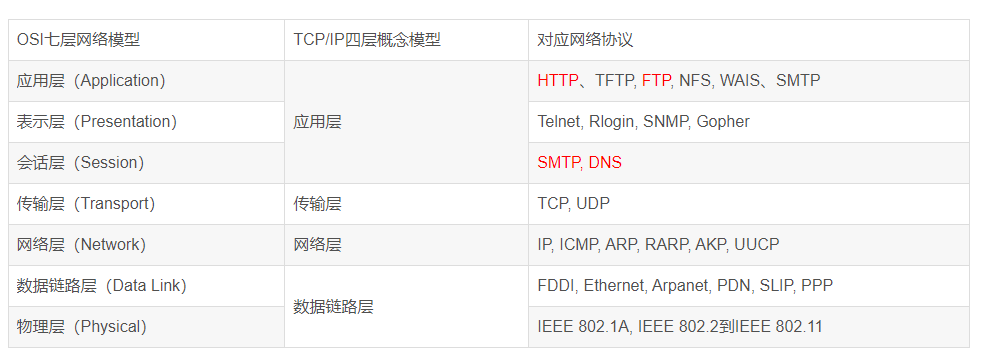 OSI七层网络模型 TCP/IP四层概念模型 对应网络协议
应用层（Application） HTTP、TFTP, FTP, NFS, WAIS、SMTP
表示层（Presentation） 应用层 Telnet, Rlogin, SNMP, Gopher
会话层（Session） SMTP, DNS
传输层（Transport） 传输层 TCP, UDP
网络层（Network） 网络层 IP, ICMP, ARP, RARP, AKP, UUCP
数据链路层（Data Link） FDDI, Ethernet, Arpanet, PDN, SLIP, PPP
数据链路层
物理层（Physical） IEEE 802.1A, IEEE 802.2到IEEE 802.11